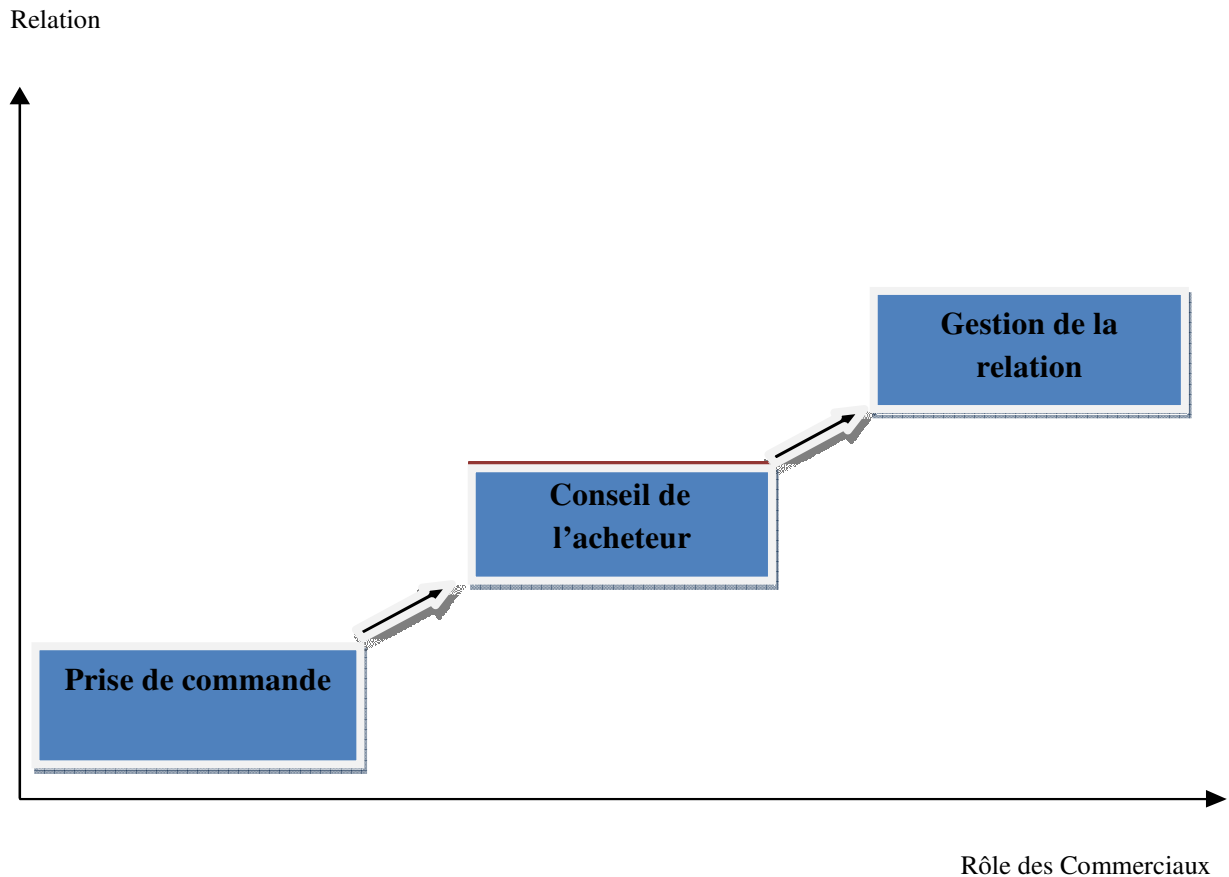 Relation
Gestion de la
relation
Conseil de
l’acheteur
Prise de commande
Rôle des Commerciaux